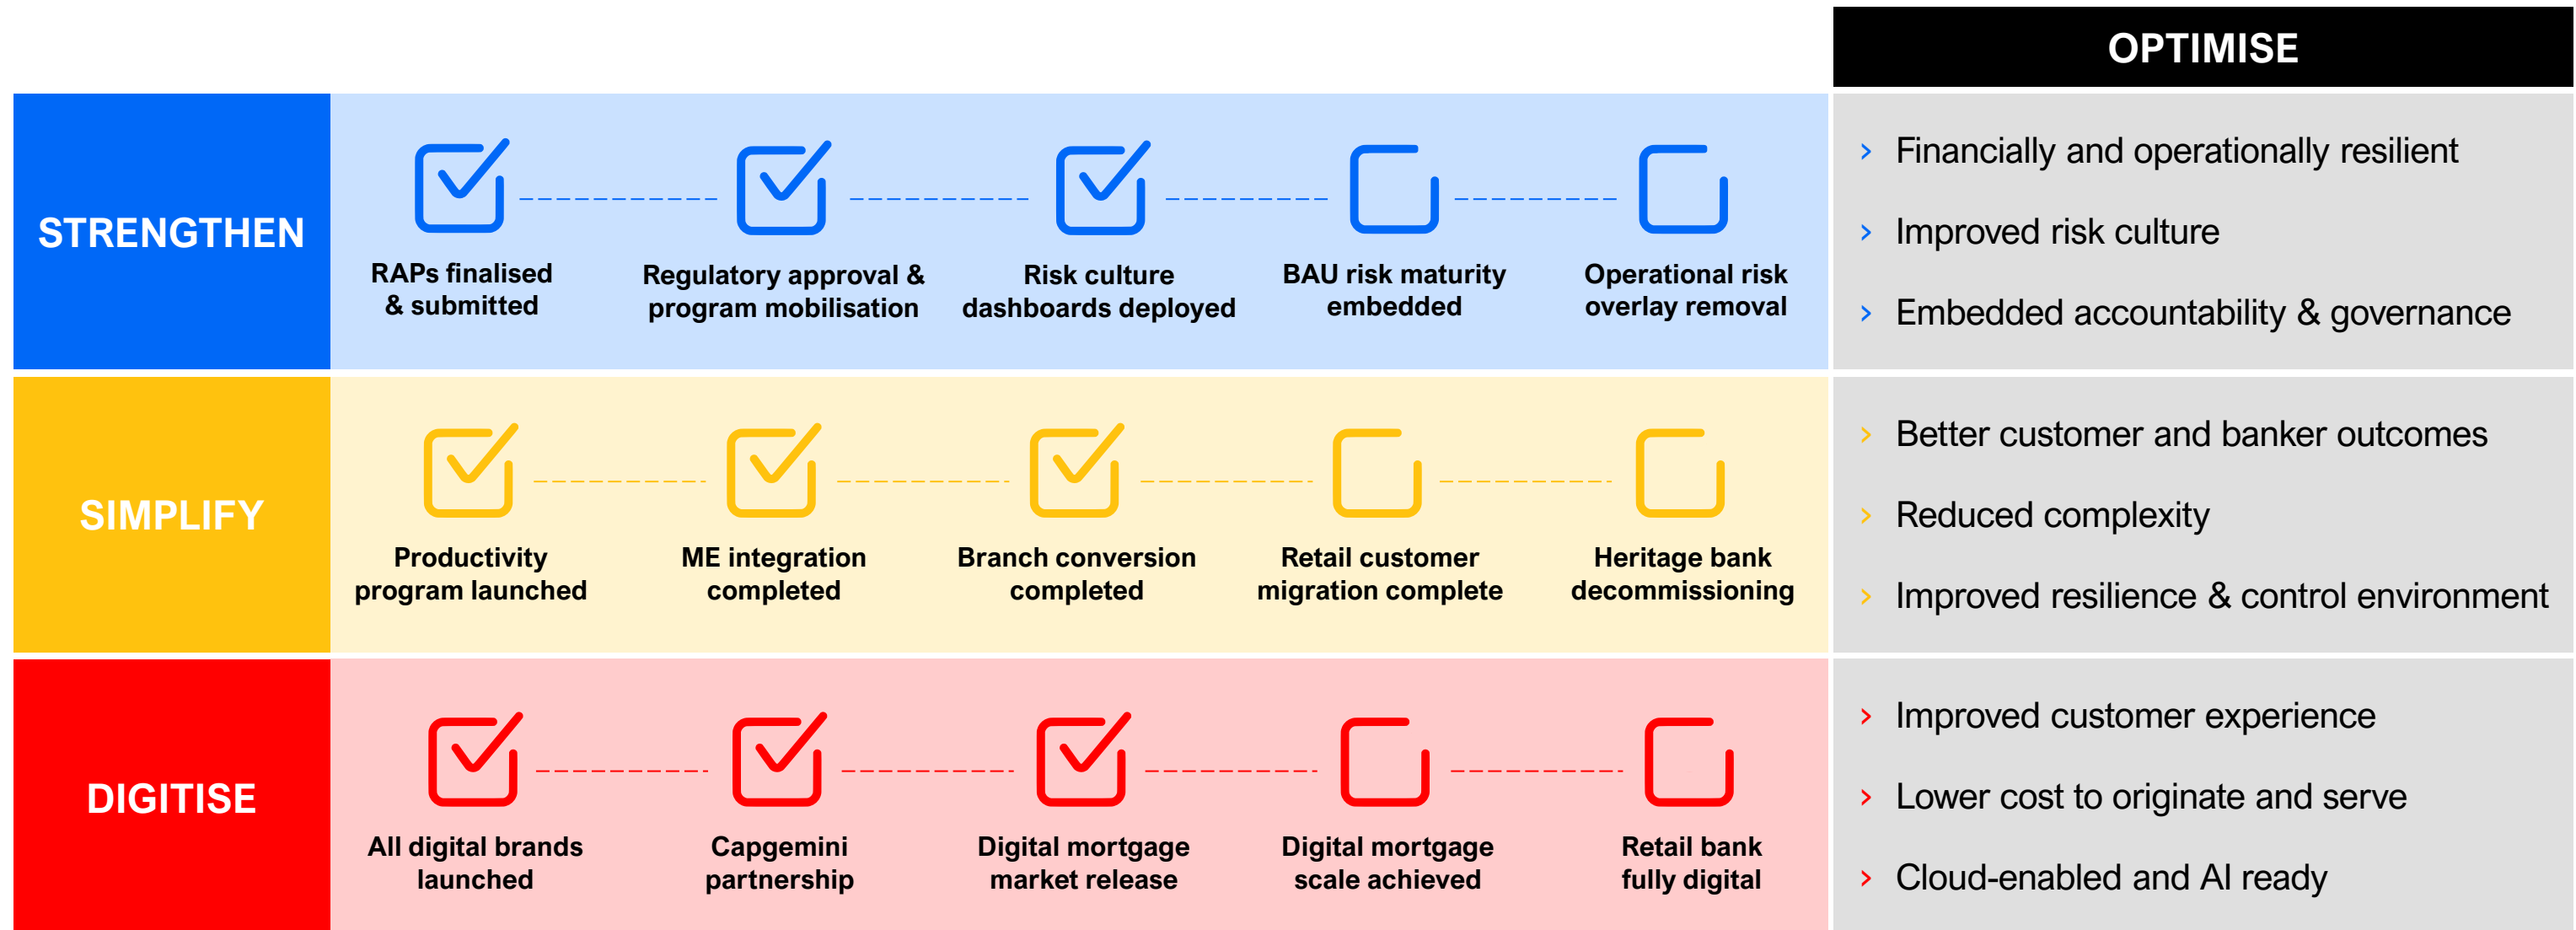 OPTIMISE
STRENGTHEN
RAPs finalised
& submitted
Regulatory approval &
program mobilisation
Risk culture
dashboards deployed
BAU risk maturity
embedded
Operational risk
overlay removal
Financially and operationally resilient
Improved risk culture
Embedded accountability & governance
SIMPLIFY
Productivity
program launched
ME integration
completed
Branch conversion
completed
Retail customer
migration complete
Heritage bank
decommissioning
Better customer and banker outcomes
Reduced complexity
Improved resilience & control environment
DIGITISE
All digital brands
launched
Capgemini
partnership
Digital mortgage
market release
Digital mortgage
scale achieved
Retail bank
fully digital
Improved customer experience
Lower cost to originate and serve
Cloud-enabled and AI ready